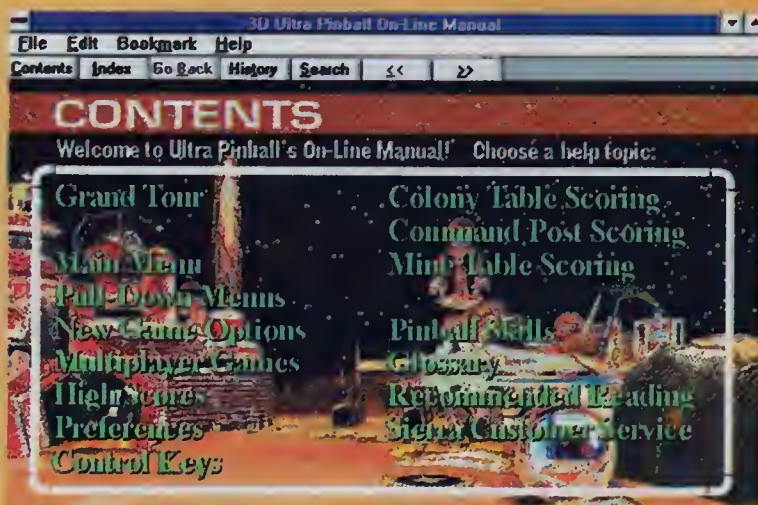 3D Ultra Pinball On-Line Manual
File Edit Bookmark Help
Contents Index Go Back History Search << >>
CONTENTS
Welcome to Ultra Pinball's On-Line Manual! Choose a help topic:
Grand Tour
Main Menu
Pull-Down Menus
New Game Options
Multiplayer Games
High Scores
Preferences
Control Keys
Colony Table Scoring
Command Post Scoring
Mine Table Scoring
Pinball Skills
Glossary
Recommended Reading
Sierra Customer Service